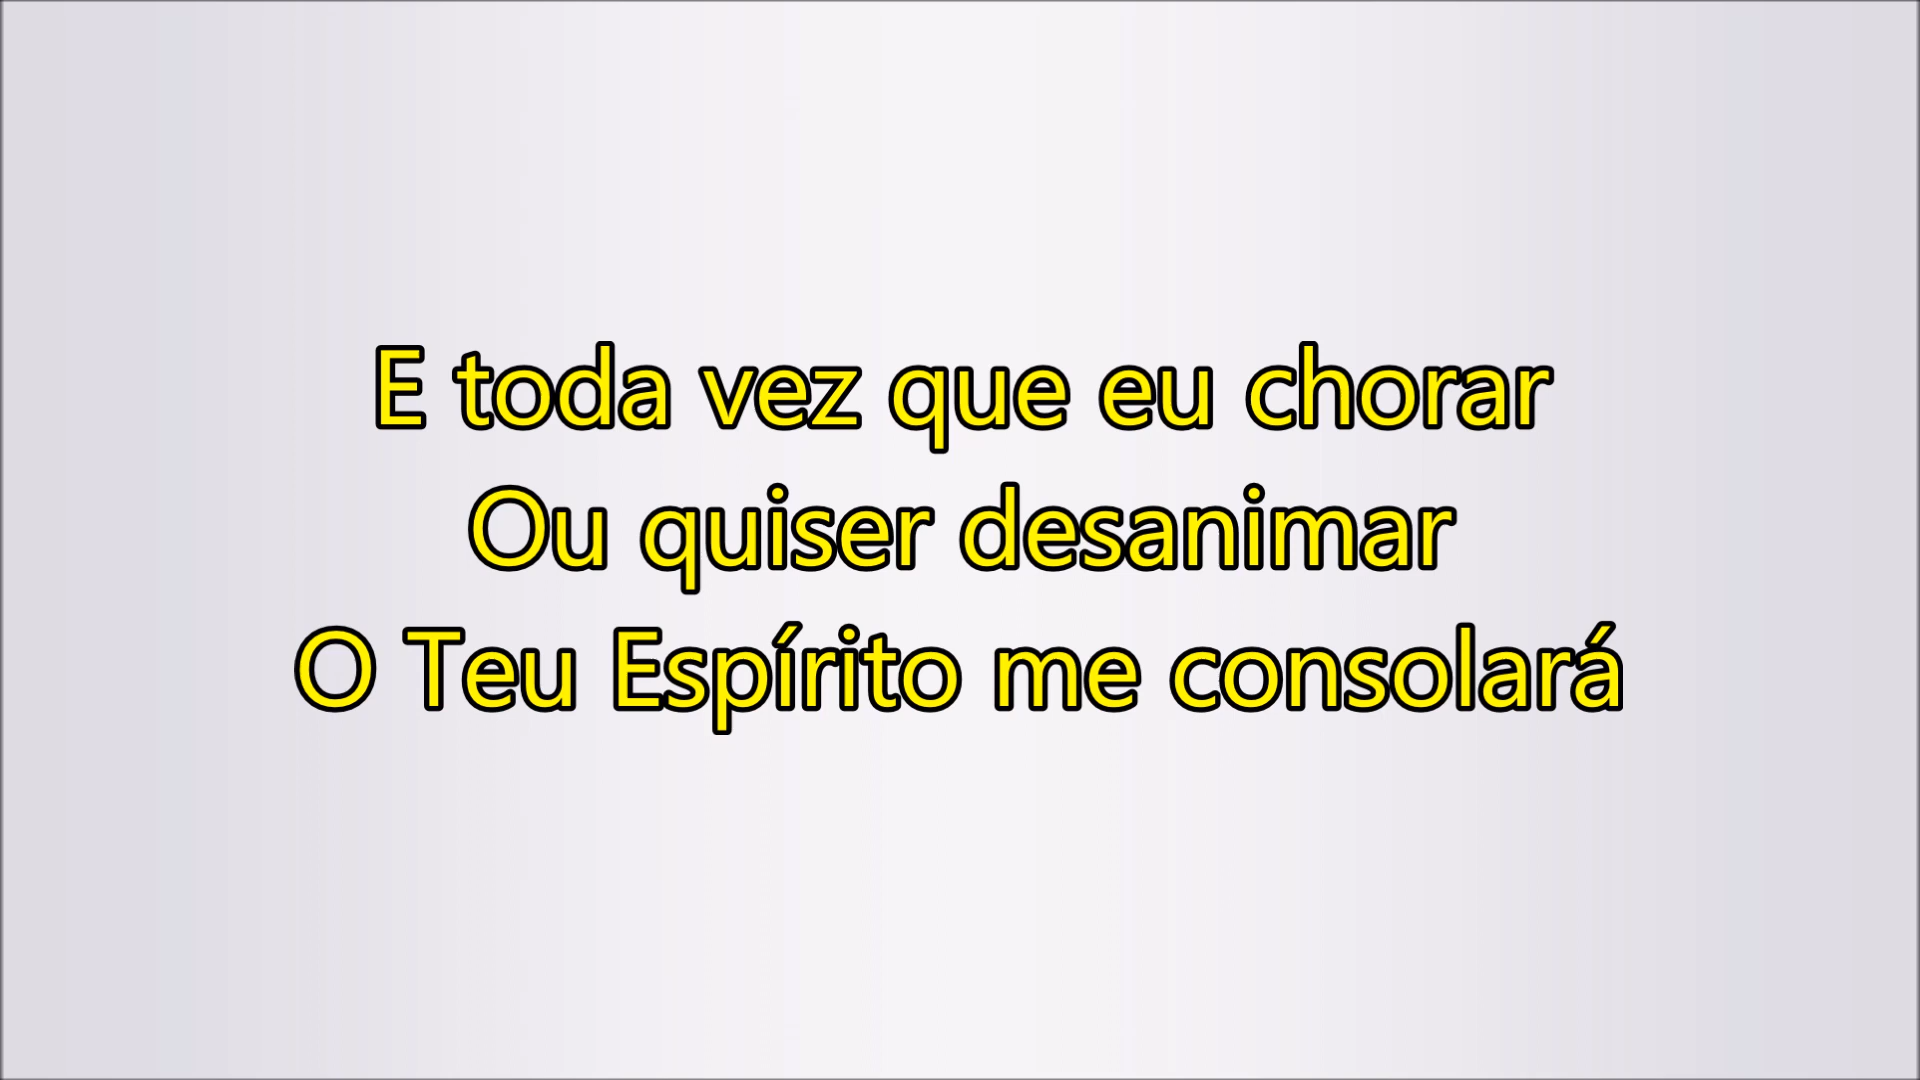 E toda vez que eu chorar
Ou quiser desanimar
O Teu Espírito me consolará